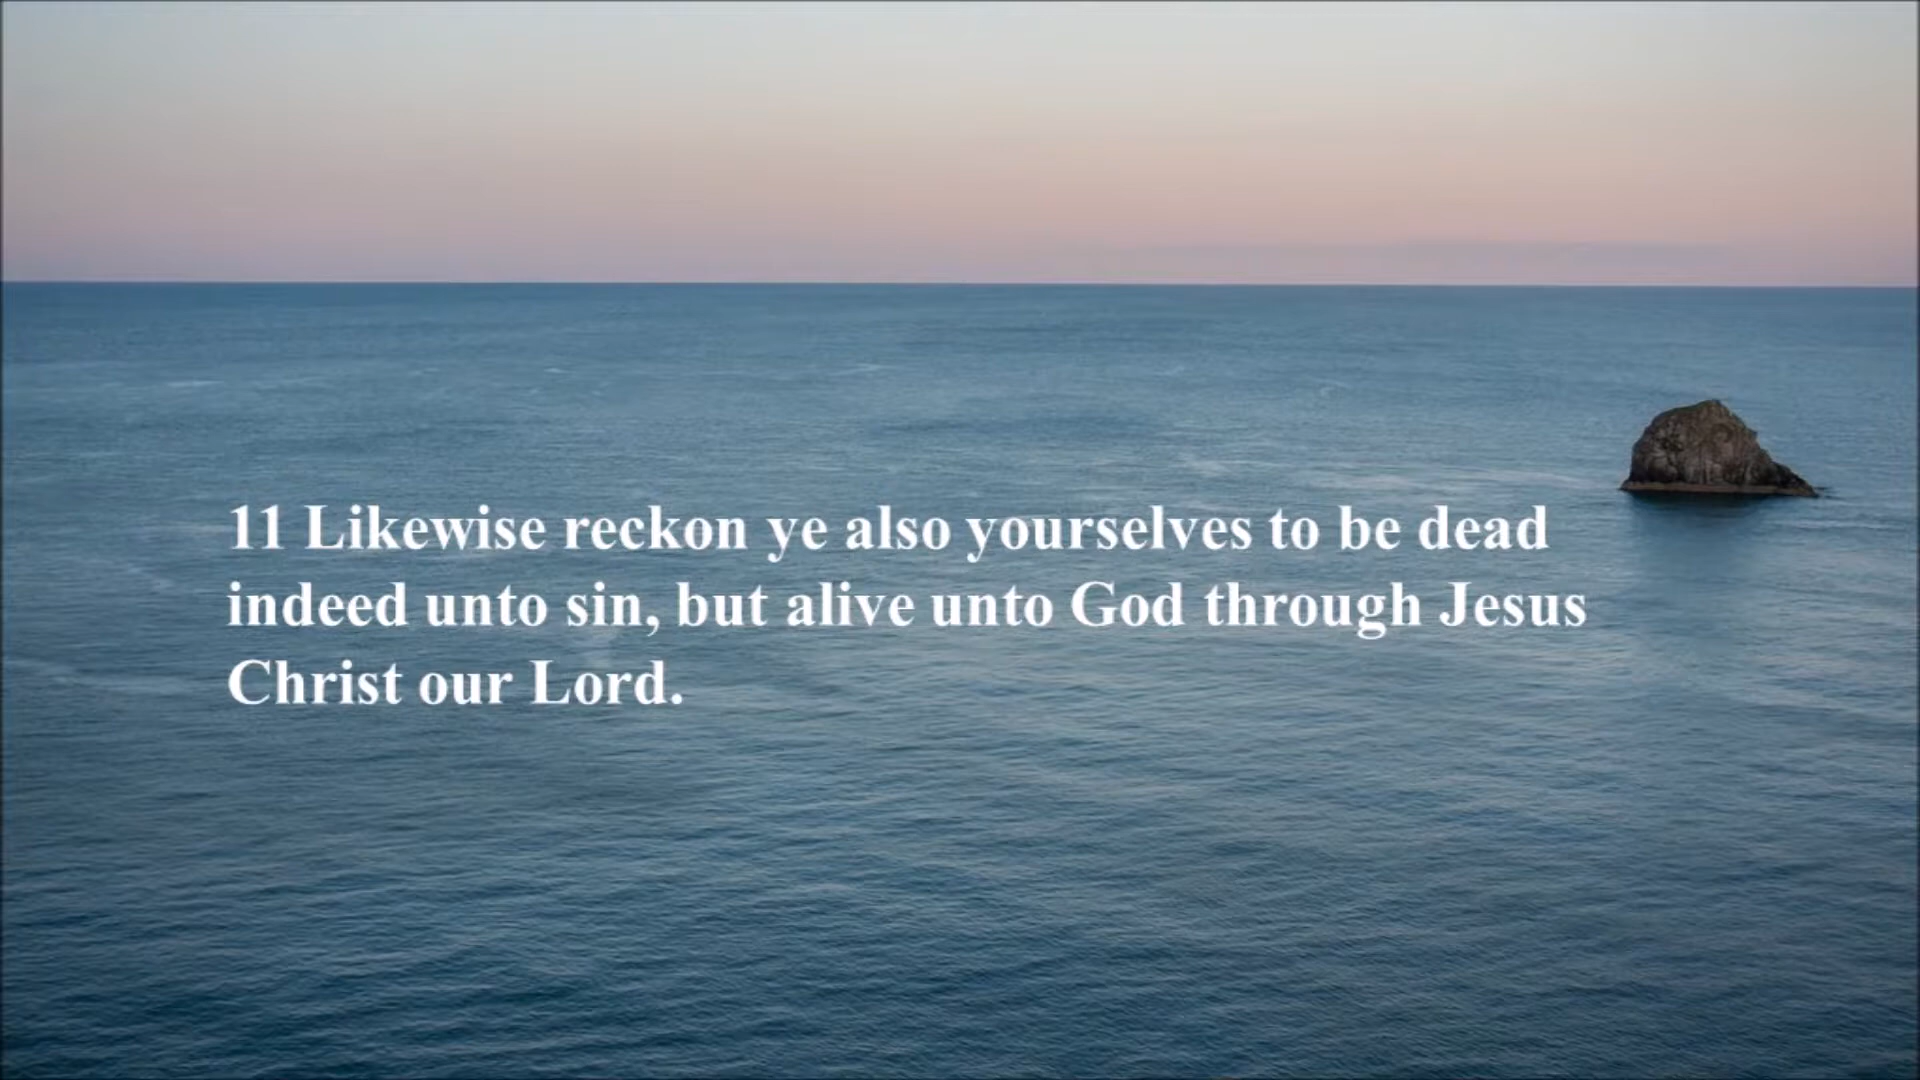 11 Likewise reckon ye also yourselves to be dead
indeed unto sin, but alive unto God through Jesus
Christ our Lord.